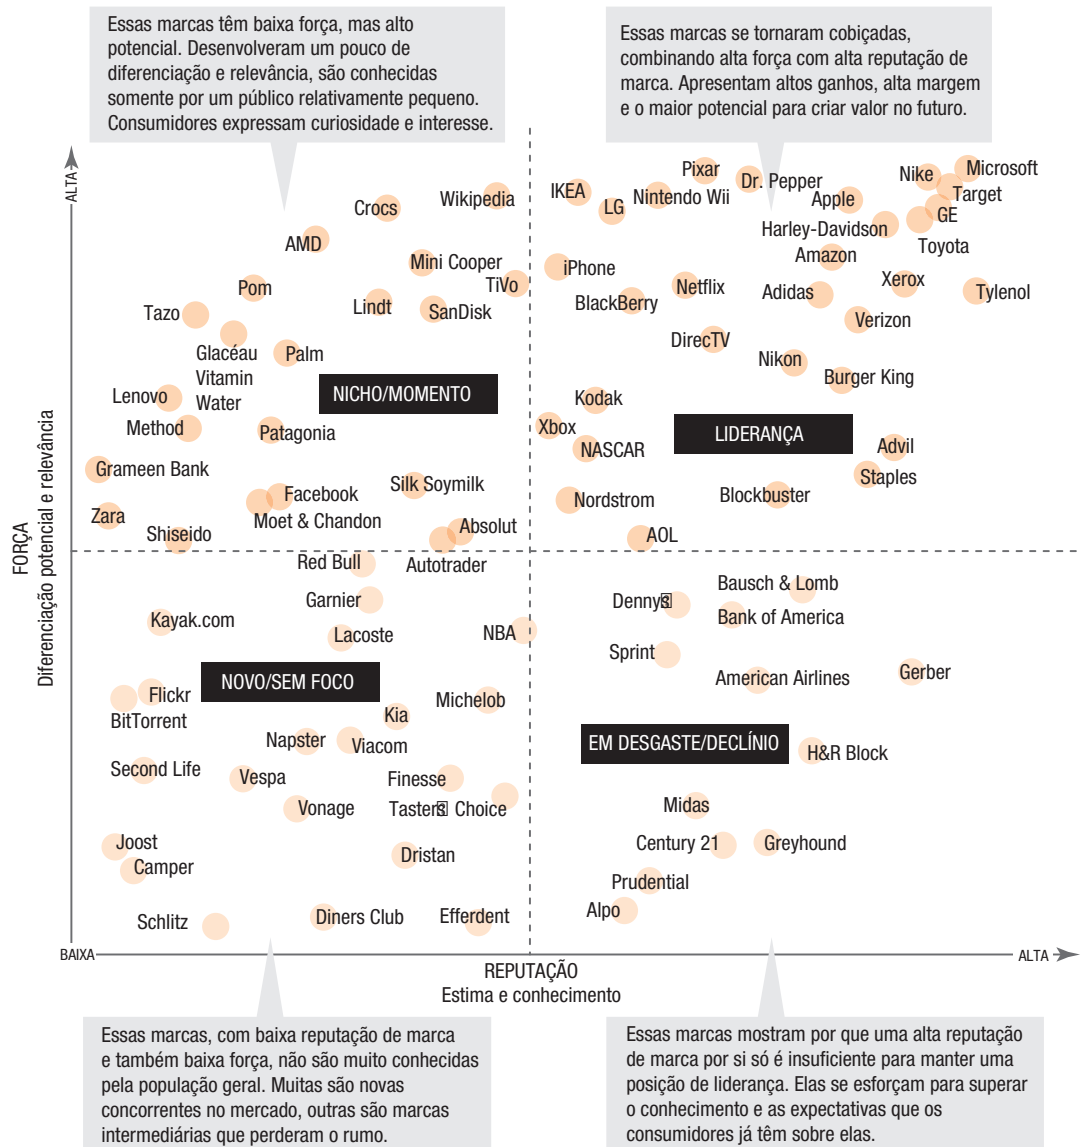 Essas marcas têm baixa força, mas alto
potencial. Desenvolveram um pouco de
diferenciação e relevância, são conhecidas
somente por um público relativamente pequeno.
Consumidores expressam curiosidade e interesse.
Essas marcas se tornaram cobiçadas,
combinando alta força com alta reputação de
marca. Apresentam altos ganhos, alta margem
e o maior potencial para criar valor no futuro.
ALTA
FORÇA
Diferenciação potencial e relevância
Crocs
Wikipedia
AMD
Mini Cooper
TiVo
Pom
Lindt
SanDisk
Tazo
Glacéau
Vitamin
Water
Palm
Lenovo
NICHO/MOMENTO
Method
Patagonia
Grameen Bank
Facebook
Silk Soymilk
Moet & Chandon
Zara
Shiseido
Absolut
Autotrader
IKEA
LG
Nintendo Wii
Pixar
Dr. Pepper
Apple
Nike
Microsoft
Target
GE
Harley-Davidson
Toyota
Amazon
iPhone
BlackBerry
Netflix
Adidas
Xerox
Tylenol
Verizon
DirecTV
Nikon
Burger King
Kodak
Xbox
LIDERANÇA
NASCAR
Advil
Staples
Nordstrom
Blockbuster
AOL
Red Bull
Garnier
Kayak.com
Lacoste
NBA
NOVO/SEM FOCO
Flickr
BitTorrent
Michelob
Kia
Napster
Viacom
Second Life
Vespa
Finesse
Vonage
Tasters Choice
Joost
Camper
Dristan
Schlitz
Diners Club
Efferdent
Dennys
Bausch & Lomb
Bank of America
Sprint
American Airlines
Gerber
EM DESGASTE/DECLÍNIO
H&R Block
Midas
Century 21
Greyhound
Prudential
Alpo
BAIXA
REPUTAÇÃO
Estima e conhecimento
ALTA
Essas marcas, com baixa reputação de marca
e também baixa força, não são muito conhecidas
pela população geral. Muitas são novas
concorrentes no mercado, outras são marcas
intermediárias que perderam o rumo.
Essas marcas mostram por que uma alta reputação
de marca por si só é insuficiente para manter uma
posição de liderança. Elas se esforçam para superar
o conhecimento e as expectativas que os
consumidores já têm sobre elas.